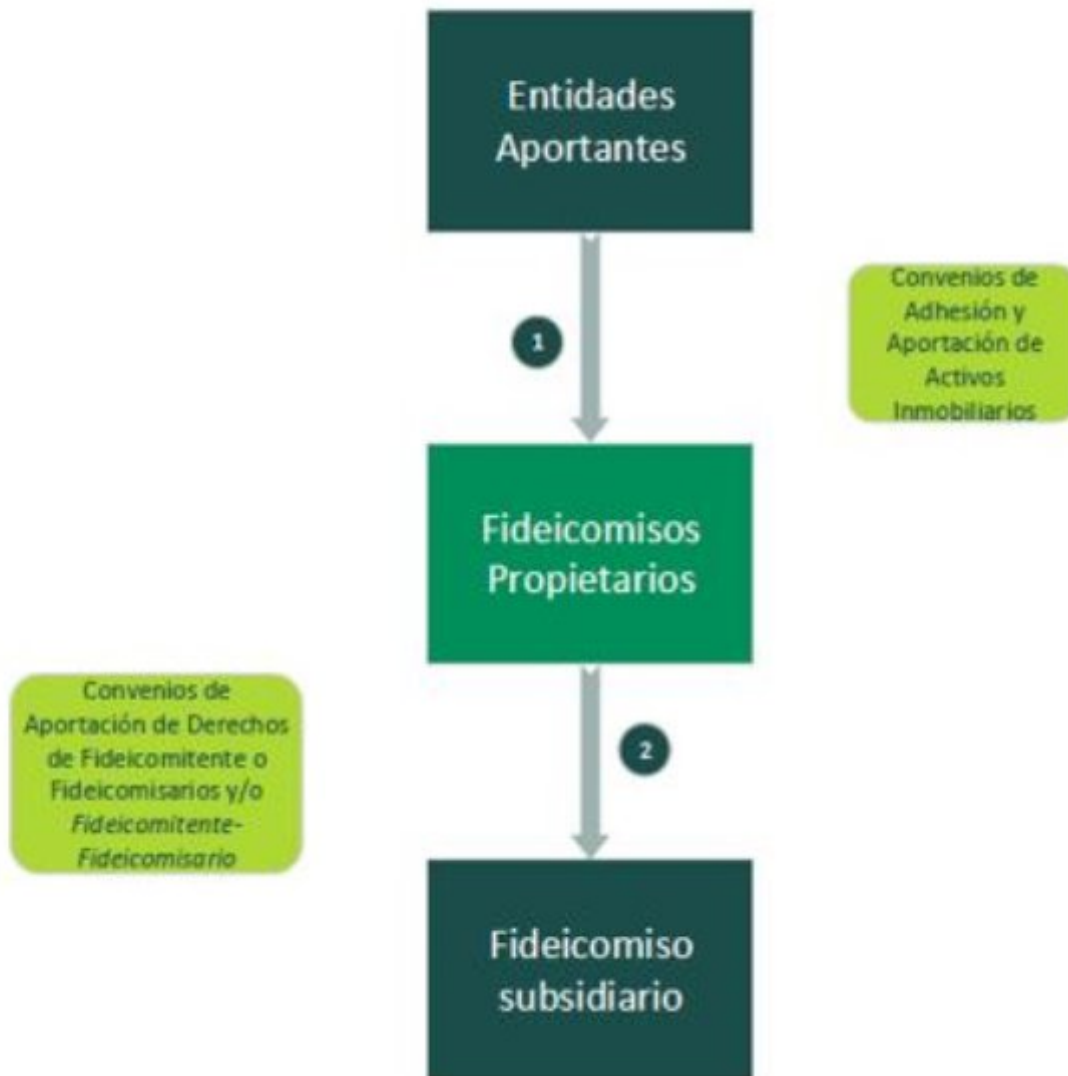 Entidades
Aportantes
1
Convenios de
Adhesión y
Aportación de
Activos
Inmobiliarios
Fideicomisos
Propietarios
Convenios de
Aportación de Derechos
de Fideicomitente o
Fideicomisarios y/o
Fideicomitente-
Fideicomisario
2
Fideicomiso
subsidiario